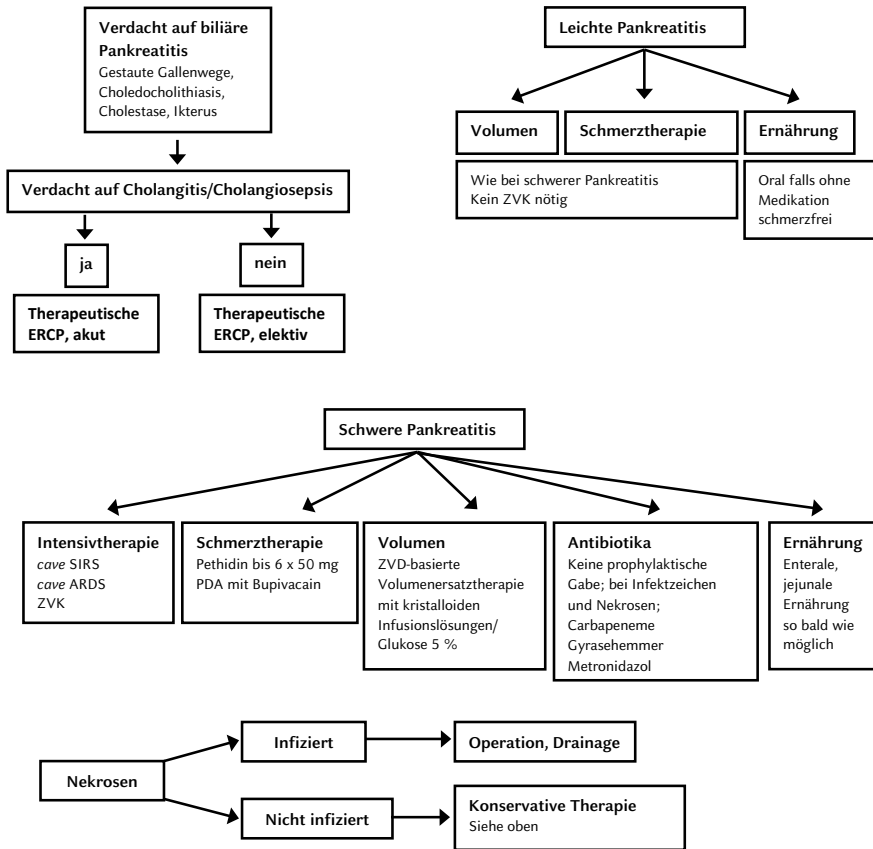 Verdacht auf biliäre
Pankreatitis
Gestaute Gallenwege,
Choledocholithiasis,
Cholestase, Ikterus
Verdacht auf Cholangitis/Cholangiosepsis
ja
nein
Therapeutische
ERCP, akut
Therapeutische
ERCP, elektiv
Leichte Pankreatitis
Volumen
Schmerztherapie
Ernährung
Wie bei schwerer Pankreatitis
Kein ZVK nötig
Oral falls ohne
Medikation
schmerzfrei
Schwere Pankreatitis
Intensivtherapie
cave SIRS
cave ARDS
ZVK
Schmerztherapie
Pethidin bis 6 x 50 mg
PDA mit Bupivacain
Volumen
ZVD-basierte
Volumenersatztherapie
mit kristalloiden
Infusionslösungen/
Glukose 5 %
Antibiotika
Keine prophylaktische
Gabe; bei Infektzeichen
und Nekrosen;
Carbapeneme
Gyrasehemmer
Metronidazol
Ernährung
Enterale,
jejunale
Ernährung
so bald wie
möglich
Nekrosen
Infiziert
Operation, Drainage
Nicht infiziert
Konservative Therapie
Siehe oben